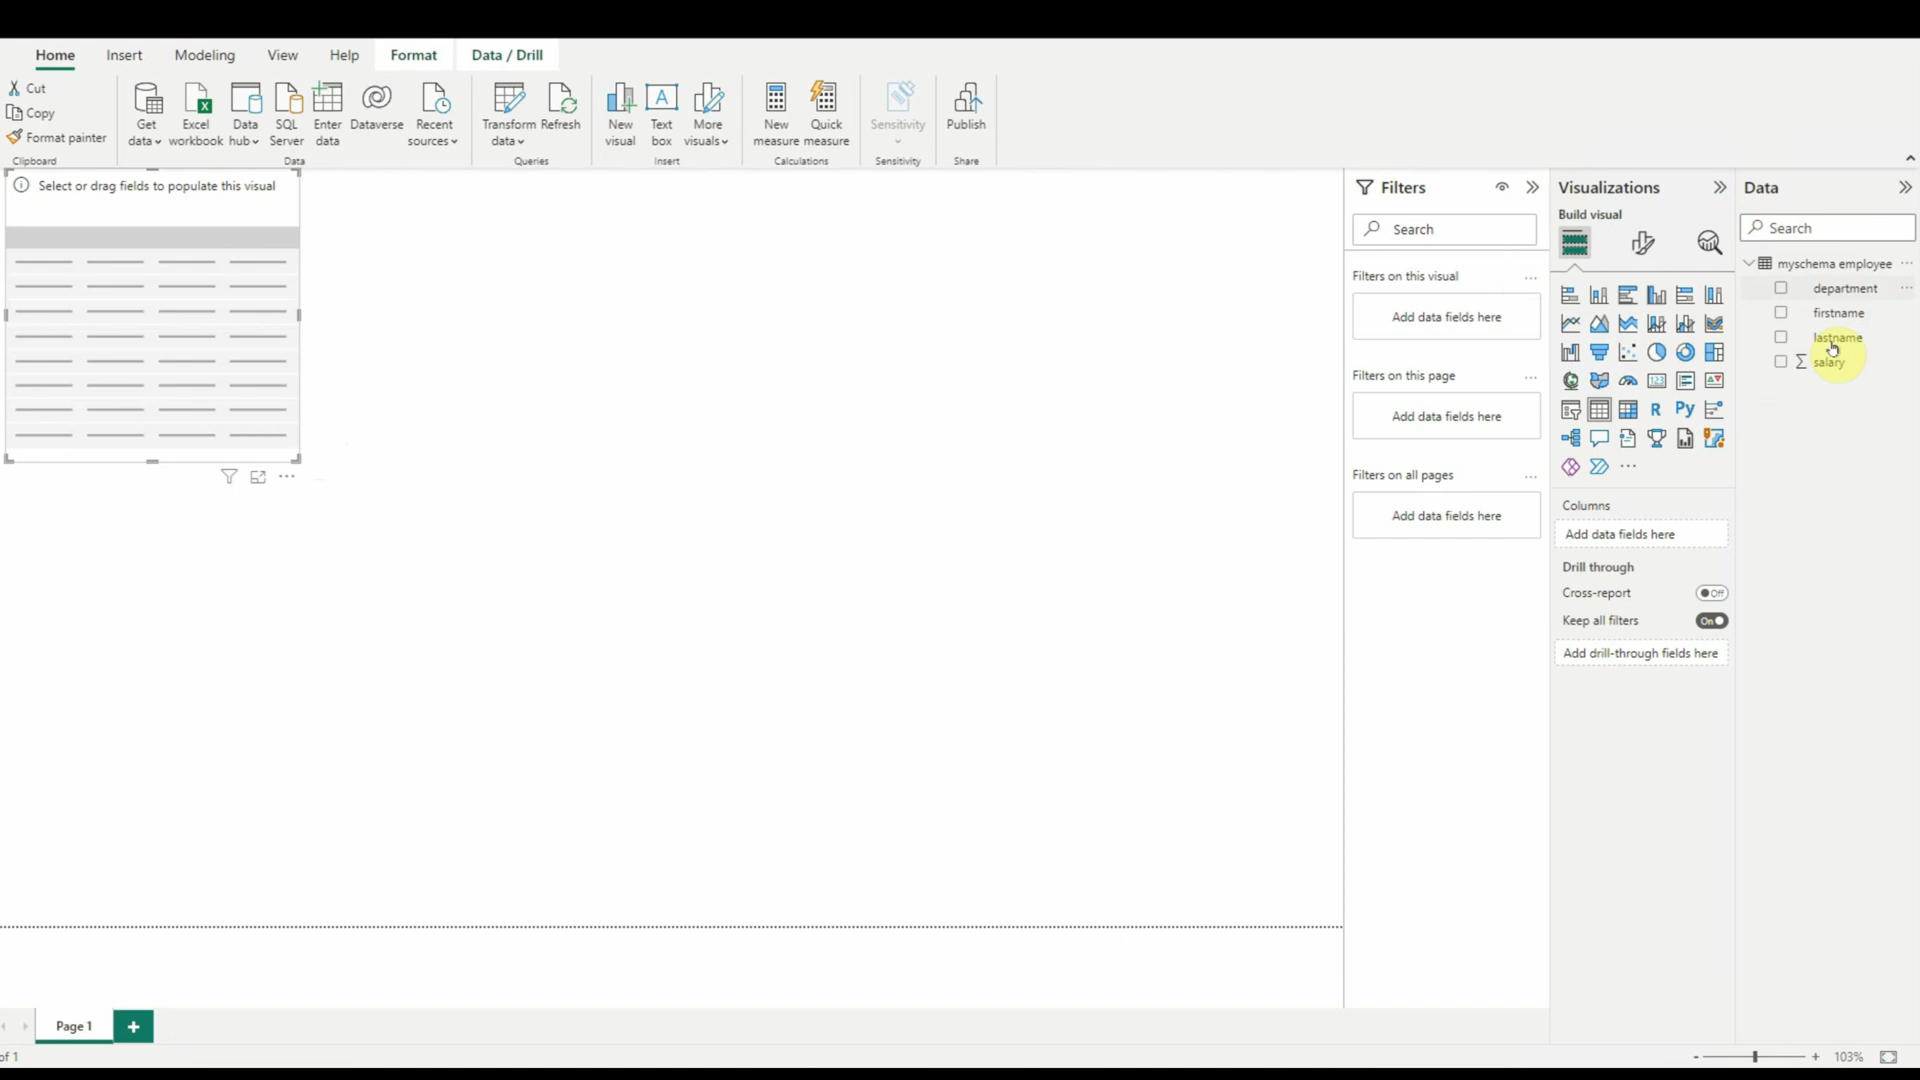 Home Insert Modeling View Help Format Data / Drill
Cut
Copy
Format painter
Clipboard
Get data
Excel workbook
Data hub
SQL Server
Enter data
Dataverse
Recent sources
Data
Transform data
Refresh
Queries
New visual
Text box
More visuals
Insert
New measure
Quick measure
Calculations
Sensitivity
Sensitivity
Publish
Share
Select or drag fields to populate this visual
Filters
Search
Filters on this visual
Add data fields here
Filters on this page
Add data fields here
Filters on all pages
Add data fields here
Visualizations
Build visual
123
R
Py
Columns
Add data fields here
Drill through
Cross-report Off
Keep all filters On
Add drill-through fields here
Data
Search
myschema employee
department
firstname
lastname
∑ salary
Page 1
of 1
- + 103%